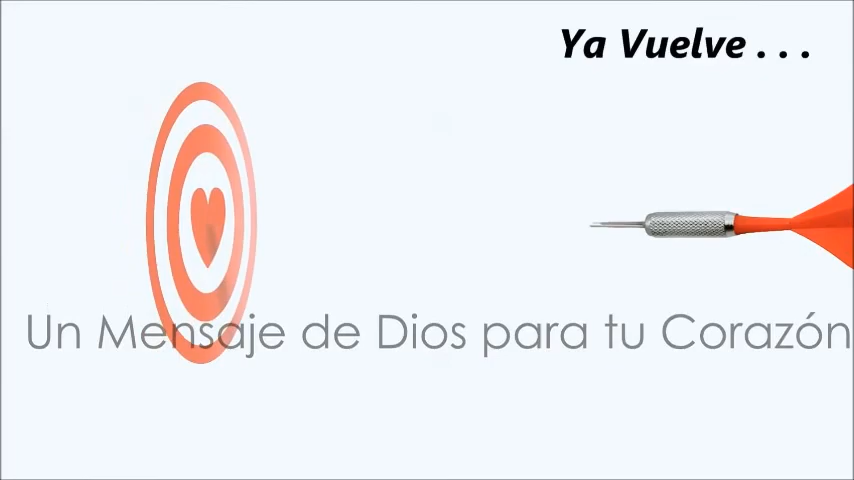 Ya Vuelve . . .
Un Mensaje de Dios para tu Corazón